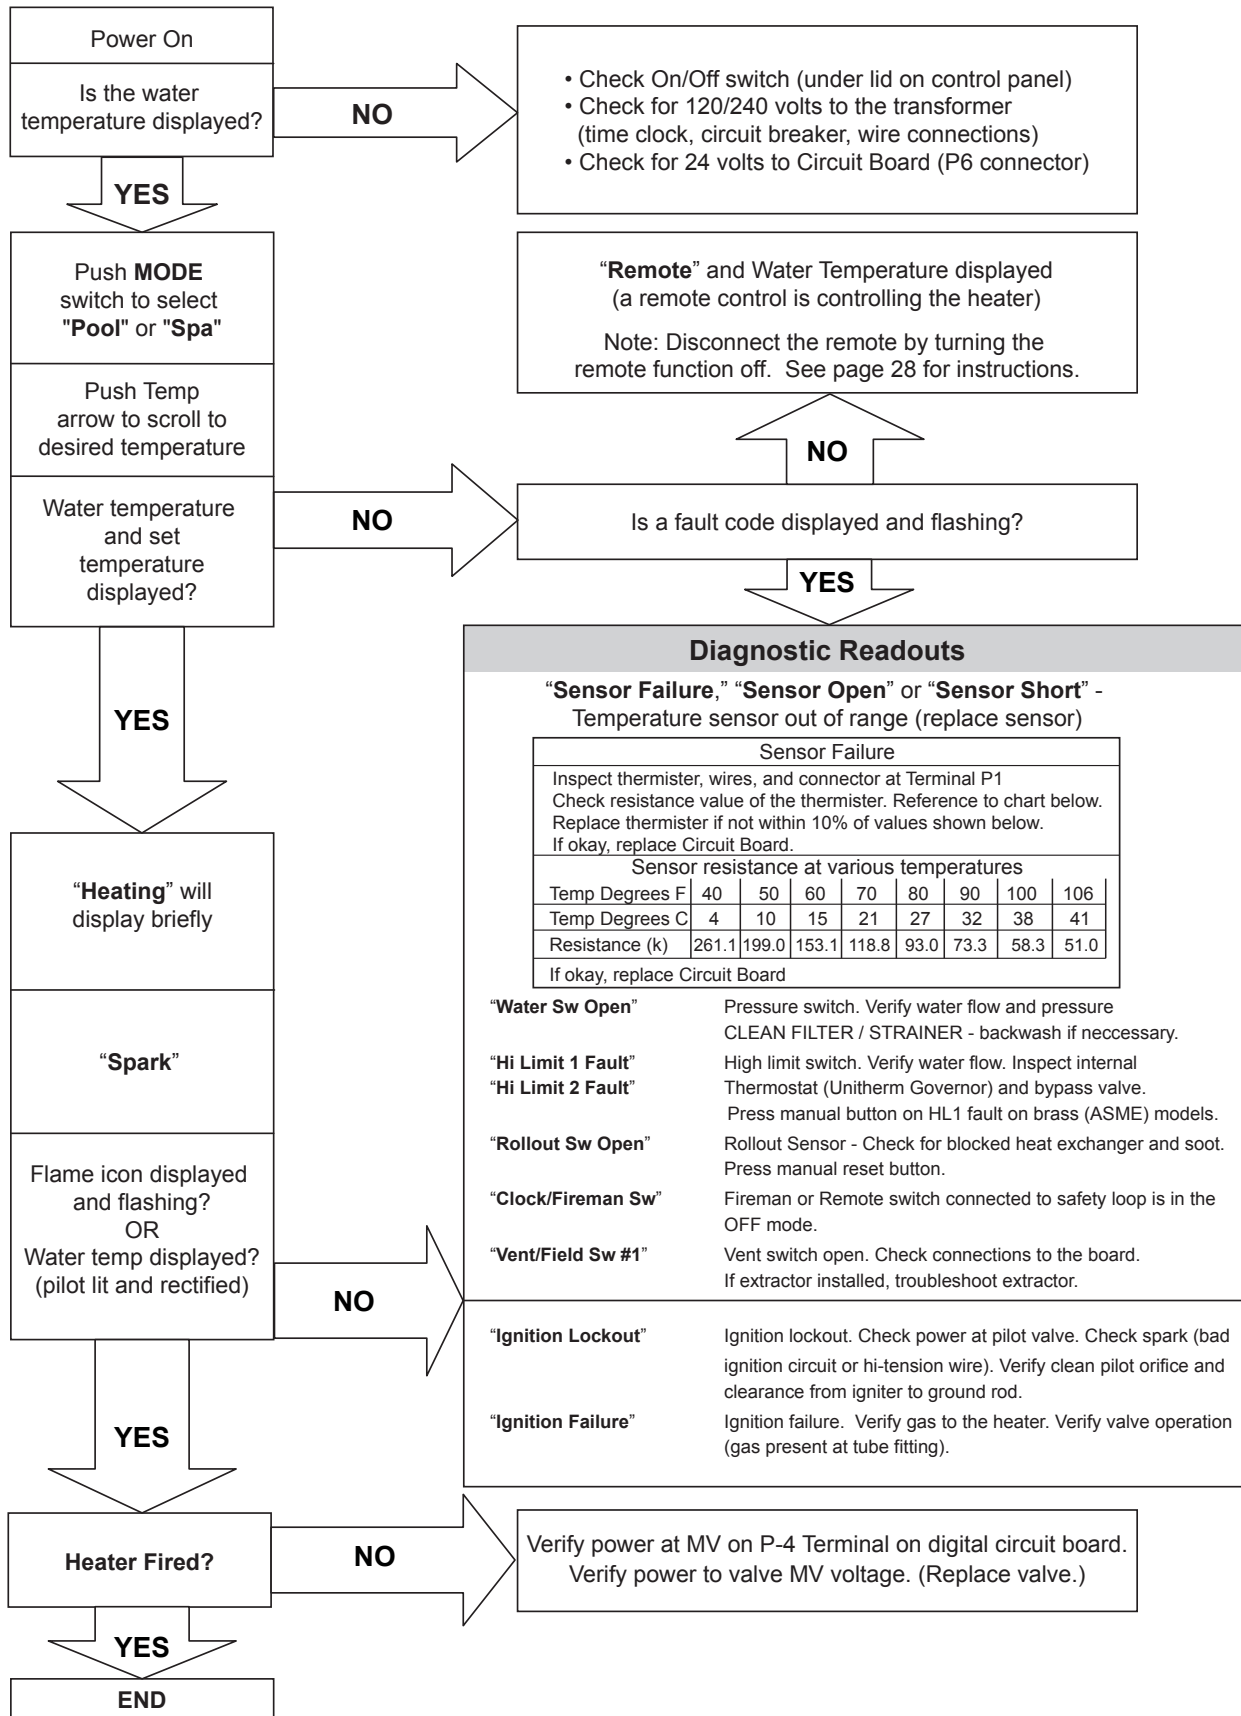 Power On
Is the water
temperature displayed?
NO
• Check On/Off switch (under lid on control panel)
• Check for 120/240 volts to the transformer
(time clock, circuit breaker, wire connections)
• Check for 24 volts to Circuit Board (P6 connector)
YES
Push MODE
switch to select
"Pool" or "Spa"
Push Temp
arrow to scroll to
desired temperature
Water temperature
and set
temperature
displayed?
NO
“Remote” and Water Temperature displayed
(a remote control is controlling the heater)
Note: Disconnect the remote by turning the
remote function off.  See page 28 for instructions.
NO
Is a fault code displayed and flashing?
YES
YES
Diagnostic Readouts
“Sensor Failure,” “Sensor Open” or “Sensor Short” -
Temperature sensor out of range (replace sensor)
Sensor Failure
Inspect thermister, wires, and connector at Terminal P1
Check resistance value of the thermister. Reference to chart below.
Replace thermister if not within 10% of values shown below.
If okay, replace Circuit Board.
Sensor resistance at various temperatures
Temp Degrees F 40 50 60 70 80 90 100 106
Temp Degrees C 4 10 15 21 27 32 38 41
Resistance (k) 261.1 199.0 153.1 118.8 93.0 73.3 58.3 51.0
If okay, replace Circuit Board
“Water Sw Open” Pressure switch. Verify water flow and pressure
CLEAN FILTER / STRAINER - backwash if neccessary.
“Hi Limit 1 Fault” High limit switch. Verify water flow. Inspect internal
“Hi Limit 2 Fault” Thermostat (Unitherm Governor) and bypass valve.
Press manual button on HL1 fault on brass (ASME) models.
“Rollout Sw Open” Rollout Sensor - Check for blocked heat exchanger and soot.
Press manual reset button.
“Clock/Fireman Sw” Fireman or Remote switch connected to safety loop is in the
OFF mode.
“Vent/Field Sw #1” Vent switch open. Check connections to the board.
If extractor installed, troubleshoot extractor.
“Ignition Lockout” Ignition lockout. Check power at pilot valve. Check spark (bad
ignition circuit or hi-tension wire). Verify clean pilot orifice and
clearance from igniter to ground rod.
“Ignition Failure” Ignition failure.  Verify gas to the heater. Verify valve operation
(gas present at tube fitting).
“Heating” will
display briefly
“Spark”
Flame icon displayed
and flashing?
OR
Water temp displayed?
(pilot lit and rectified)
NO
YES
Heater Fired?
NO
Verify power at MV on P-4 Terminal on digital circuit board.
Verify power to valve MV voltage. (Replace valve.)
YES
END